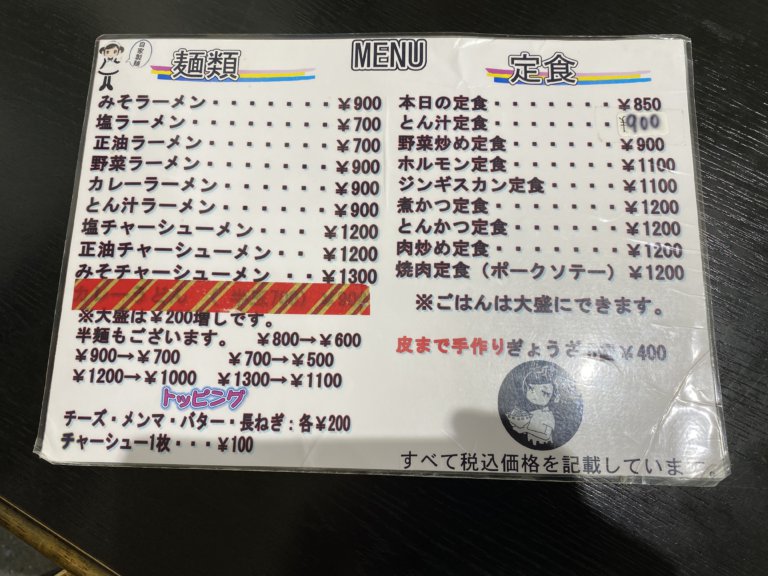 自家製麺
麺類
MENU
定食
みそラーメン・・・・・・・￥900
塩ラーメン・・・・・・・・￥700
正油ラーメン・・・・・・・￥700
野菜ラーメン・・・・・・・￥900
カレーラーメン・・・・・・￥900
とん汁ラーメン・・・・・・￥900
塩チャーシューメン・・・￥1200
正油チャーシューメン・・￥1200
みそチャーシューメン・・￥1300
※大盛は￥200増しです。
半麺もございます。 ￥800→￥600
￥900→￥700 ￥700→￥500
￥1200→￥1000 ￥1300→￥1100
トッピング
チーズ・メンマ・バター・長ねぎ：各￥200
チャーシュー1枚・・・￥100
本日の定食・・・・・・・￥850
とん汁定食・・・・・・・￥900
野菜炒め定食・・・・・・￥900
ホルモン定食・・・・・・￥1100
ジンギスカン定食・・・・￥1100
煮かつ定食・・・・・・・￥1200
とんかつ定食・・・・・・￥1200
肉炒め定食・・・・・・・￥1200
焼肉定食（ポークソテー）￥1200
※ごはんは大盛にできます。
皮まで手作りぎょうざ ￥400
すべて税込価格を記載しています。